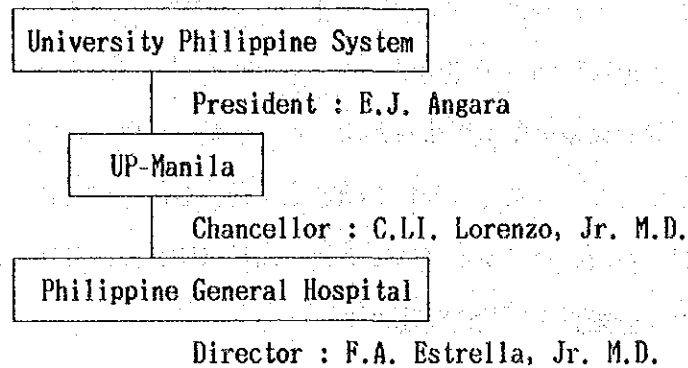 University Philippine System
President : E.J. Angara
UP-Manila
Chancellor : C.LI. Lorenzo, Jr. M.D.
Philippine General Hospital
Director : F.A. Estrella, Jr. M.D.